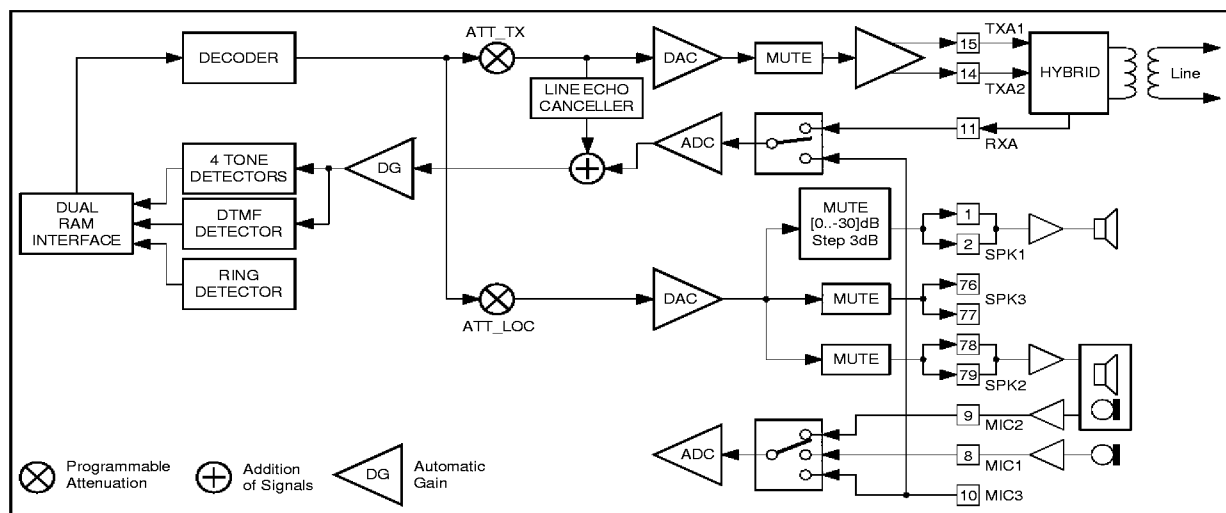 ATT_TX
TXA1
DECODER
DAC
MUTE
15
14
TXA2
HYBRID
Line
LINE ECHO
CANCELLER
11
RXA
ADC
4 TONE
DETECTORS
DG
DUAL
RAM
INTERFACE
DTMF
DETECTOR
RING
DETECTOR
MUTE
[0..-30]dB
Step 3dB
1
2
SPK1
ATT_LOC
DAC
MUTE
76
77
SPK3
MUTE
78
79
SPK2
9
MIC2
ADC
8
MIC1
10
MIC3
Programmable
Attenuation
Addition
of Signals
DG
Automatic
Gain